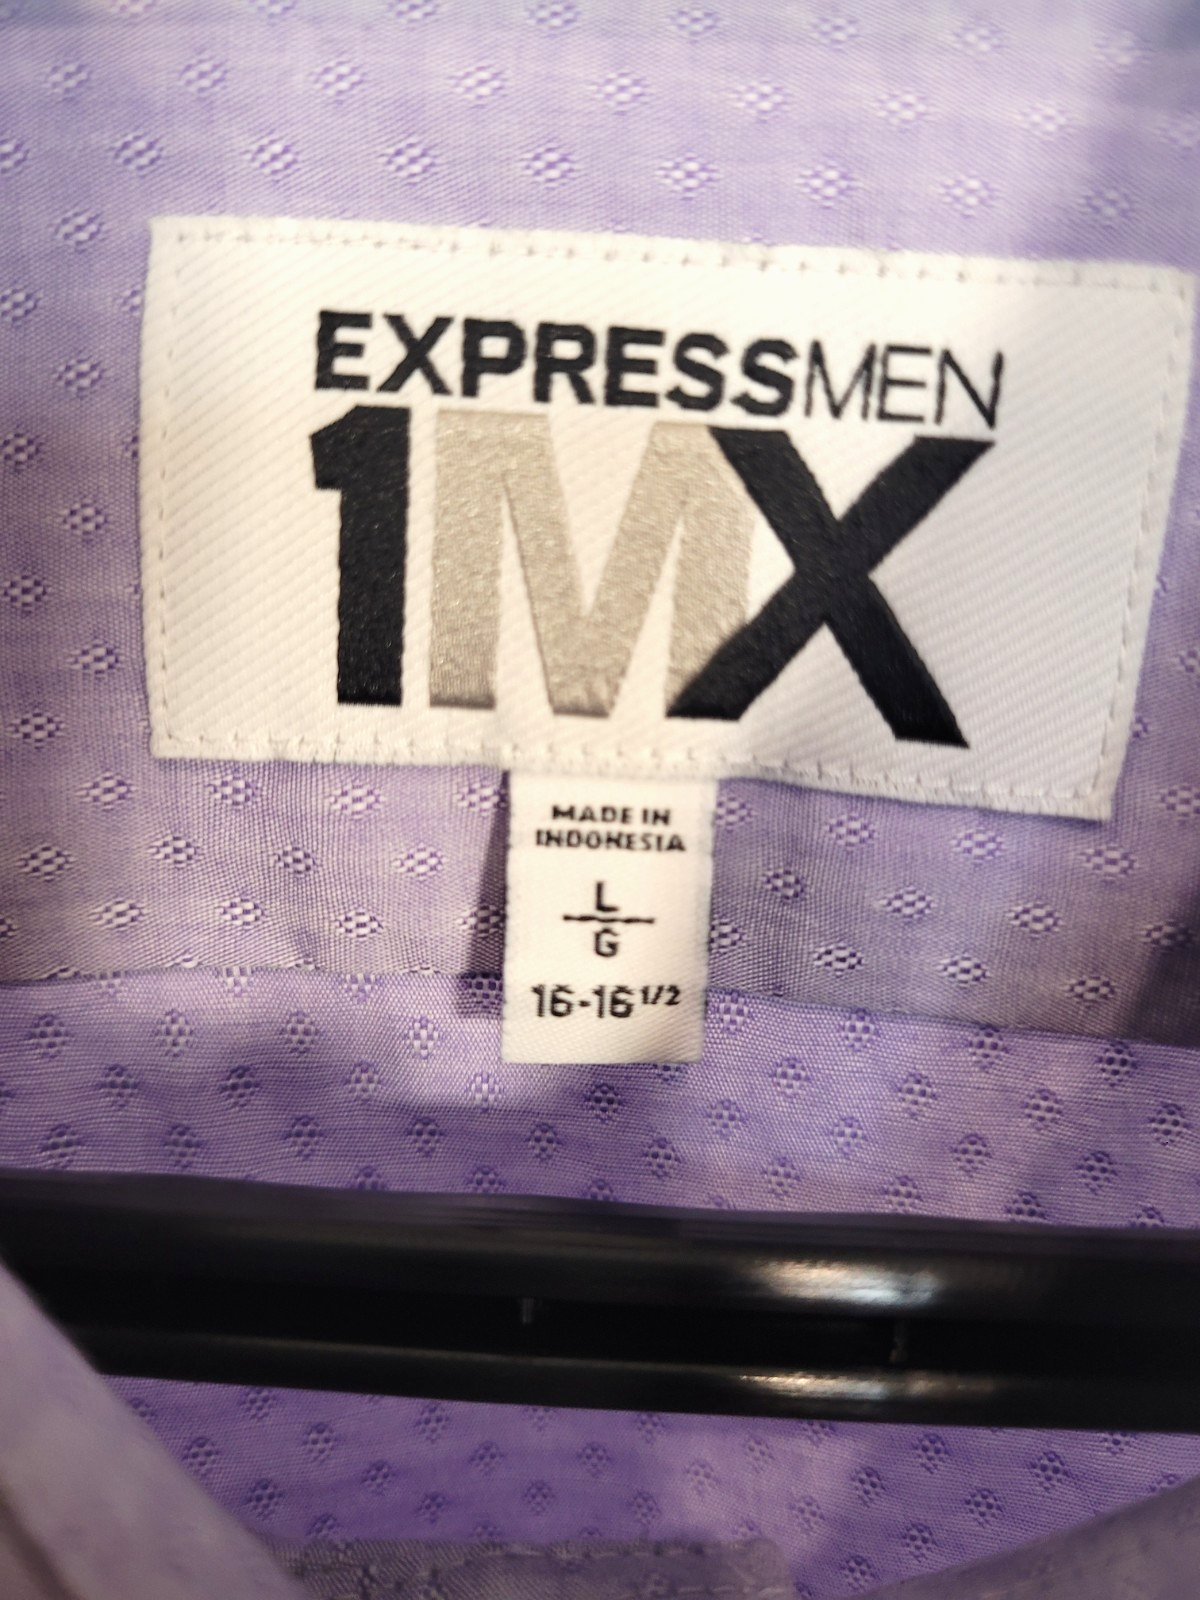 EXPRESSMEN
1MX
MADE IN
INDONESIA
L
G
16-16 1/2